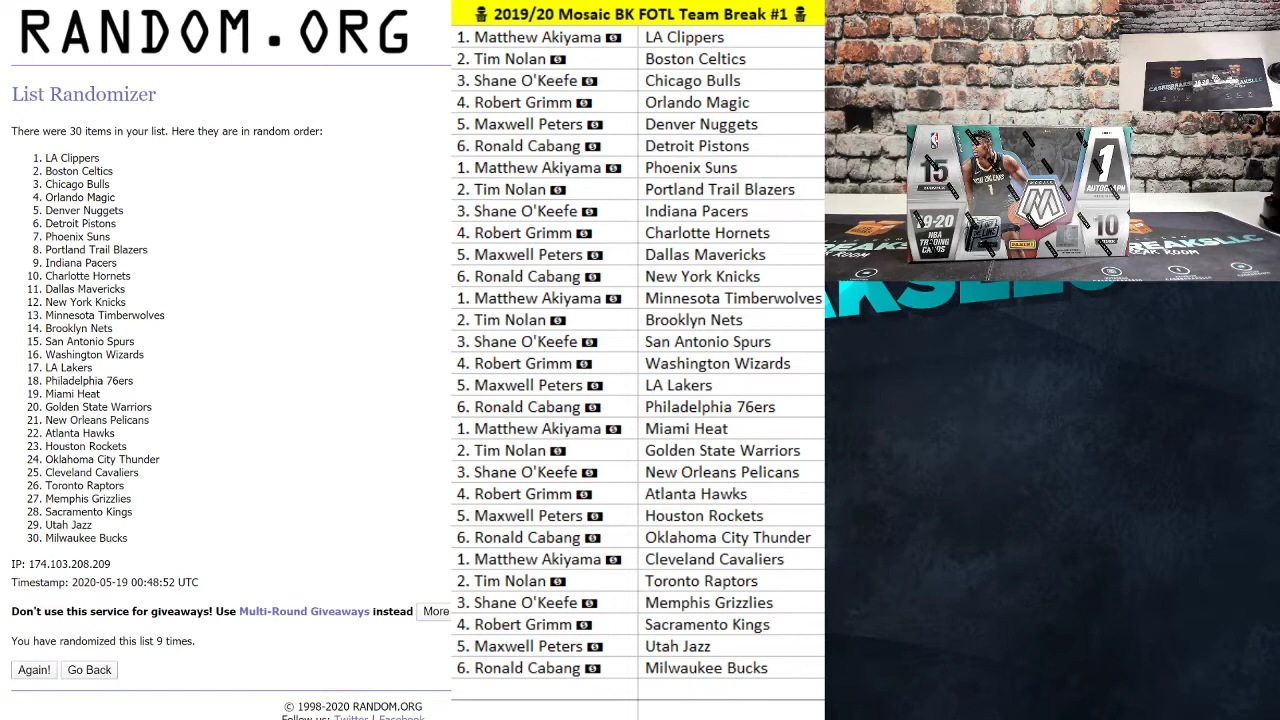 RANDOM.ORG
List Randomizer
There were 30 items in your list. Here they are in random order:
1. LA Clippers
2. Boston Celtics
3. Chicago Bulls
4. Orlando Magic
5. Denver Nuggets
6. Detroit Pistons
7. Phoenix Suns
8. Portland Trail Blazers
9. Indiana Pacers
10. Charlotte Hornets
11. Dallas Mavericks
12. New York Knicks
13. Minnesota Timberwolves
14. Brooklyn Nets
15. San Antonio Spurs
16. Washington Wizards
17. LA Lakers
18. Philadelphia 76ers
19. Miami Heat
20. Golden State Warriors
21. New Orleans Pelicans
22. Atlanta Hawks
23. Houston Rockets
24. Oklahoma City Thunder
25. Cleveland Cavaliers
26. Toronto Raptors
27. Memphis Grizzlies
28. Sacramento Kings
29. Utah Jazz
30. Milwaukee Bucks
IP: 174.103.208.209
Timestamp: 2020-05-19 00:48:52 UTC
Don't use this service for giveaways! Use Multi-Round Giveaways instead More
You have randomized this list 9 times.
Again! Go Back
© 1998-2020 RANDOM.ORG
Follow us: Twitter | Facebook
2019/20 Mosaic BK FOTL Team Break #1
1. Matthew Akiyama LA Clippers
2. Tim Nolan Boston Celtics
3. Shane O'Keefe Chicago Bulls
4. Robert Grimm Orlando Magic
5. Maxwell Peters Denver Nuggets
6. Ronald Cabang Detroit Pistons
1. Matthew Akiyama Phoenix Suns
2. Tim Nolan Portland Trail Blazers
3. Shane O'Keefe Indiana Pacers
4. Robert Grimm Charlotte Hornets
5. Maxwell Peters Dallas Mavericks
6. Ronald Cabang New York Knicks
1. Matthew Akiyama Minnesota Timberwolves
2. Tim Nolan Brooklyn Nets
3. Shane O'Keefe San Antonio Spurs
4. Robert Grimm Washington Wizards
5. Maxwell Peters LA Lakers
6. Ronald Cabang Philadelphia 76ers
1. Matthew Akiyama Miami Heat
2. Tim Nolan Golden State Warriors
3. Shane O'Keefe New Orleans Pelicans
4. Robert Grimm Atlanta Hawks
5. Maxwell Peters Houston Rockets
6. Ronald Cabang Oklahoma City Thunder
1. Matthew Akiyama Cleveland Cavaliers
2. Tim Nolan Toronto Raptors
3. Shane O'Keefe Memphis Grizzlies
4. Robert Grimm Sacramento Kings
5. Maxwell Peters Utah Jazz
6. Ronald Cabang Milwaukee Bucks
15
1
AUTOGRAPH
MOSAIC
19-20
NBA
TRADING
CARDS
PANINI
10
REAKSLLC